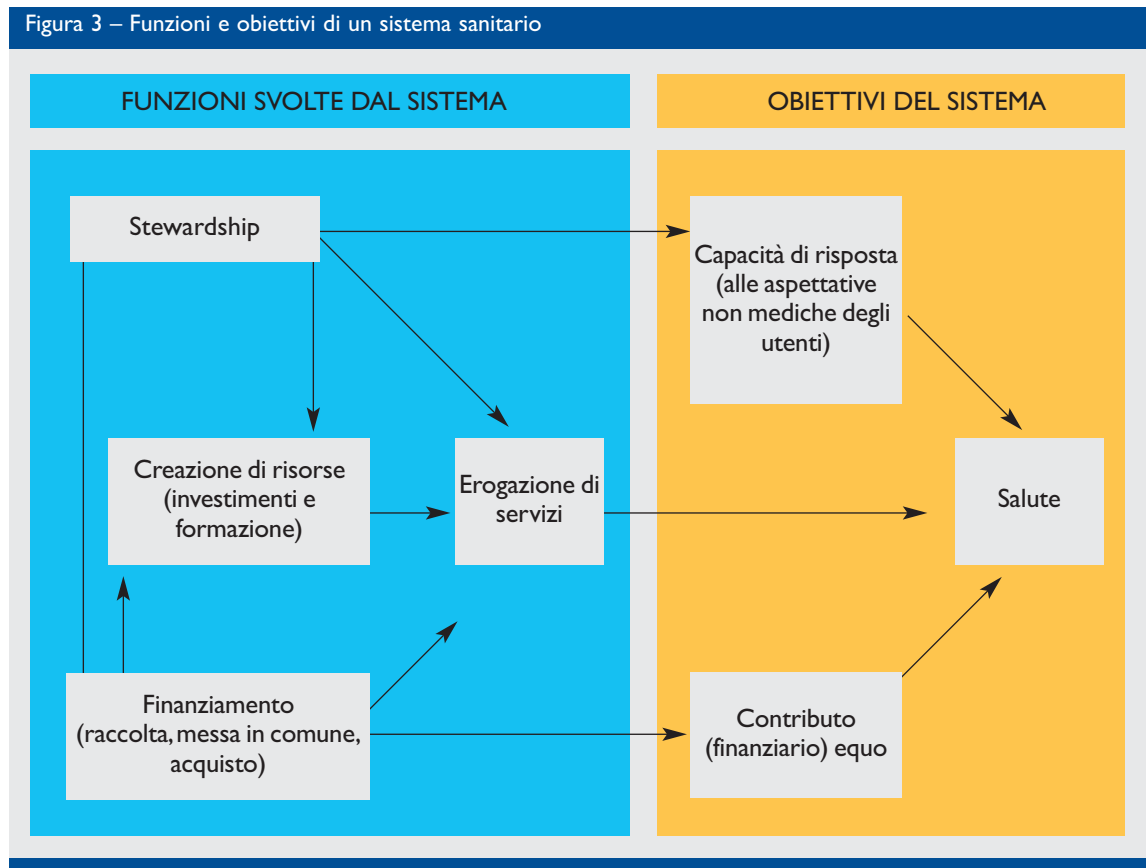 Figura 3 – Funzioni e obiettivi di un sistema sanitario
FUNZIONI SVOLTE DAL SISTEMA
OBIETTIVI DEL SISTEMA
Stewardship
Capacità di risposta
(alle aspettative
non mediche degli
utenti)
Creazione di risorse
(investimenti e
formazione)
Erogazione di
servizi
Salute
Finanziamento
(raccolta, messa in comune,
acquisto)
Contributo
(finanziario) equo